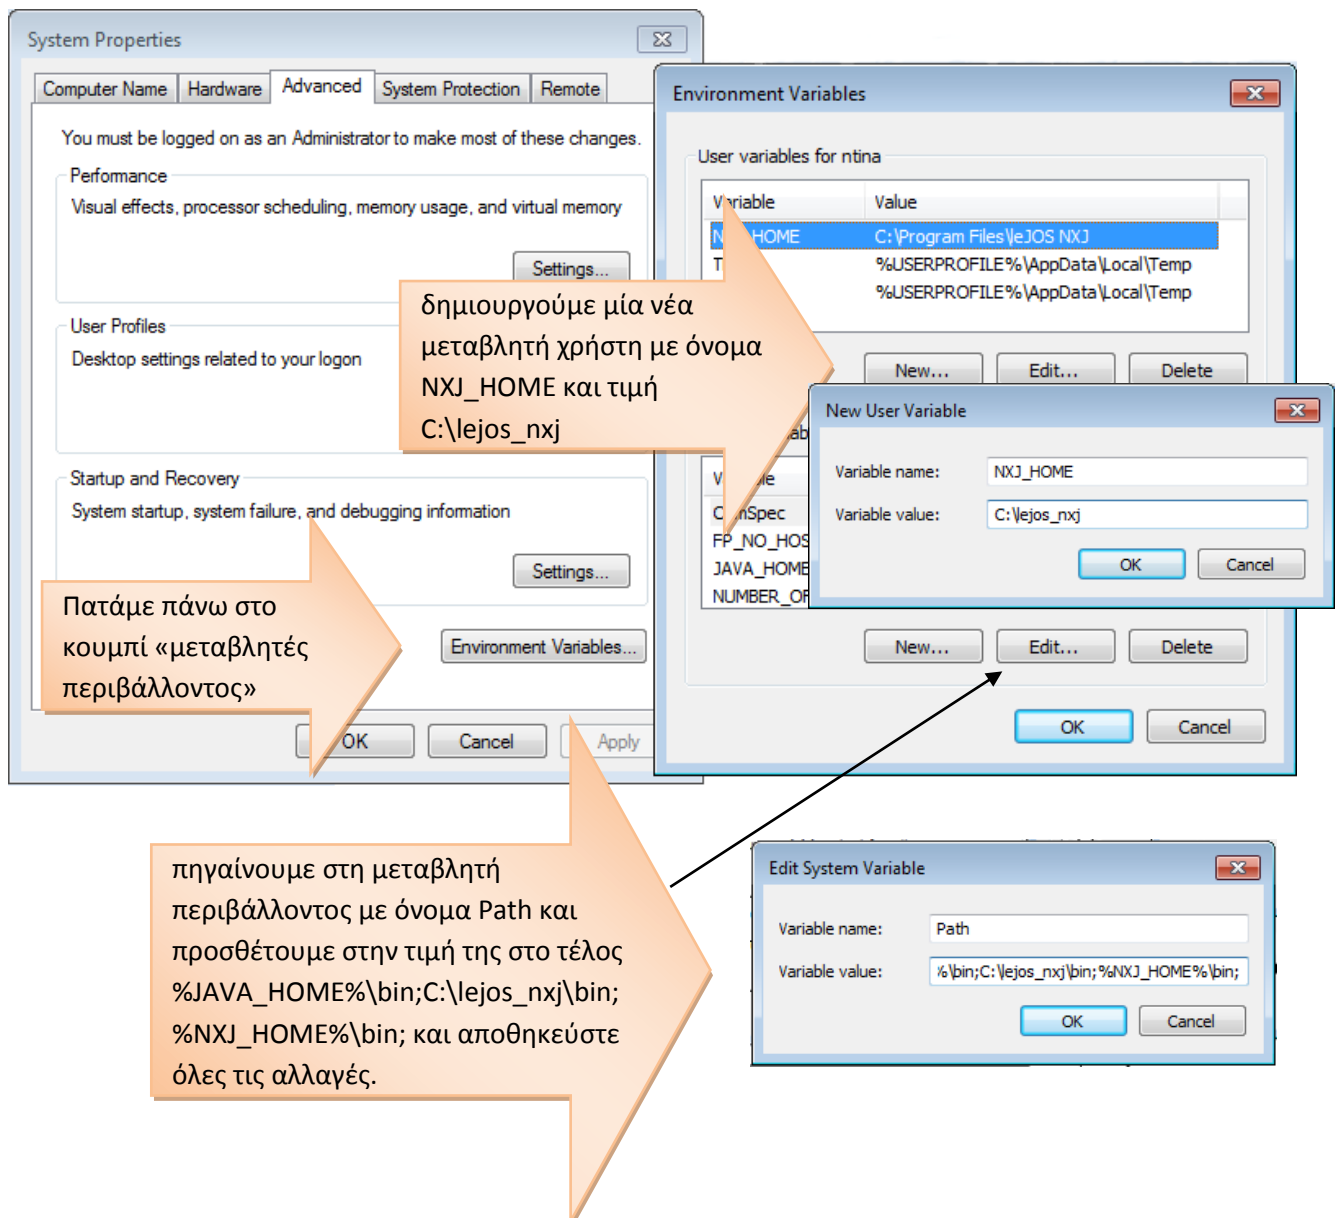 System Properties
Computer Name Hardware Advanced System Protection Remote
You must be logged on as an Administrator to make most of these changes.
Performance
Visual effects, processor scheduling, memory usage, and virtual memory
Settings...
User Profiles
Desktop settings related to your logon
Startup and Recovery
System startup, system failure, and debugging information
Settings...
Environment Variables...
OK Cancel Apply
Πατάμε πάνω στο
κουμπί «μεταβλητές
περιβάλλοντος»
Environment Variables
User variables for ntina
Variable Value
HOME C:\Program Files\leJOS NXJ
%USERPROFILE%\AppData\Local\Temp
%USERPROFILE%\AppData\Local\Temp
New... Edit... Delete
δημιουργούμε μία νέα
μεταβλητή χρήστη με όνομα
NXJ_HOME και τιμή
C:\lejos_nxj
New User Variable
Variable name: NXJ_HOME
Variable value: C:\lejos_nxj
OK Cancel
FP_NO_HOS
JAVA_HOME
NUMBER_OF
New... Edit... Delete
OK Cancel
πηγαίνουμε στη μεταβλητή
περιβάλλοντος με όνομα Path και
προσθέτουμε στην τιμή της στο τέλος
%JAVA_HOME%\bin;C:\lejos_nxj\bin;
%NXJ_HOME%\bin; και αποθηκεύστε
όλες τις αλλαγές.
Edit System Variable
Variable name: Path
Variable value: %\bin;C:\lejos_nxj\bin;%NXJ_HOME%\bin;
OK Cancel